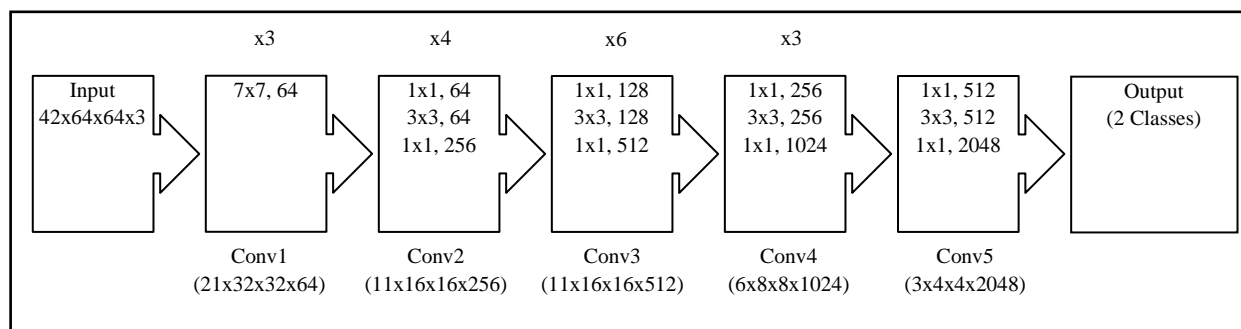 x3
x4
x6
x3
Input
42x64x64x3
7x7, 64
1x1, 64
3x3, 64
1x1, 256
1x1, 128
3x3, 128
1x1, 512
1x1, 256
3x3, 256
1x1, 1024
1x1, 512
3x3, 512
1x1, 2048
Output
(2 Classes)
Conv1
(21x32x32x64)
Conv2
(11x16x16x256)
Conv3
(11x16x16x512)
Conv4
(6x8x8x1024)
Conv5
(3x4x4x2048)